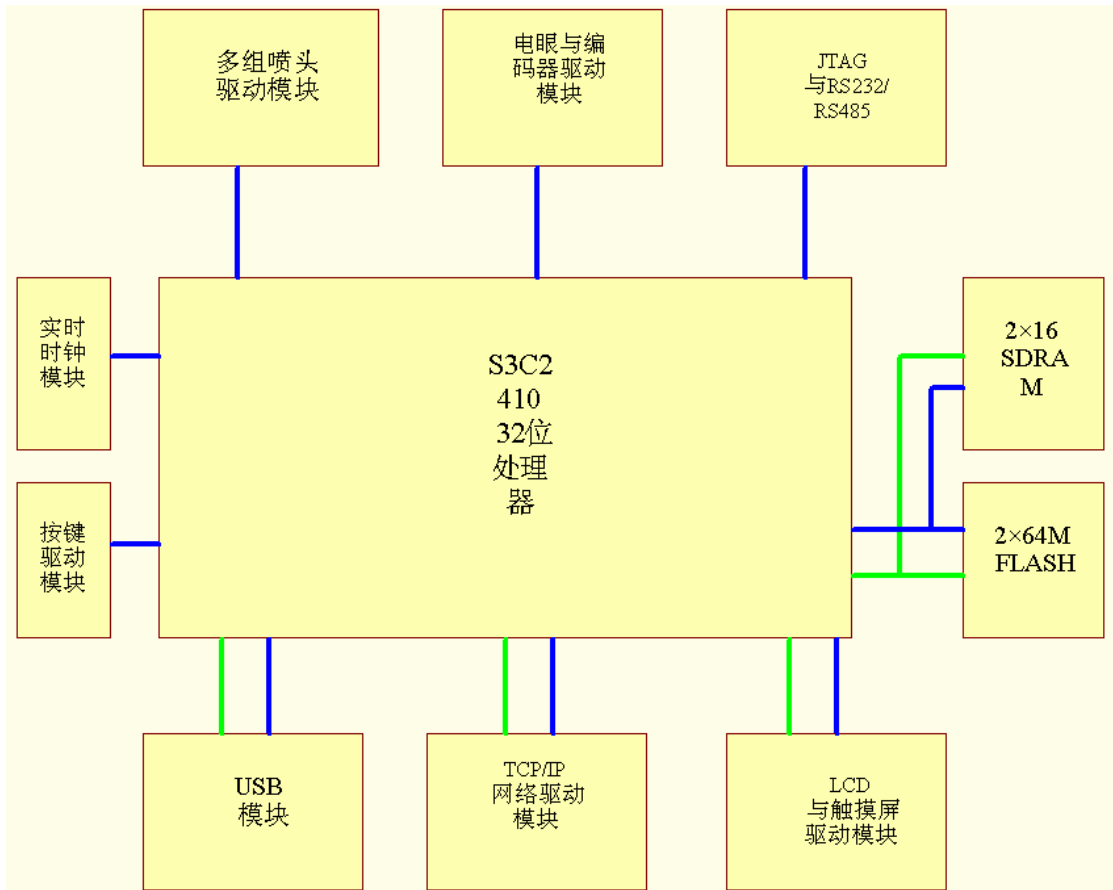 多组喷头
驱动模块
电眼与编
码器驱动
模块
JTAG
与RS232/
RS485
实时
时钟
模块
S3C2
410
32位
处理
器
2×16
SDRA
M
按键
驱动
模块
2×64M
FLASH
USB
模块
TCP/IP
网络驱动
模块
LCD
与触摸屏
驱动模块